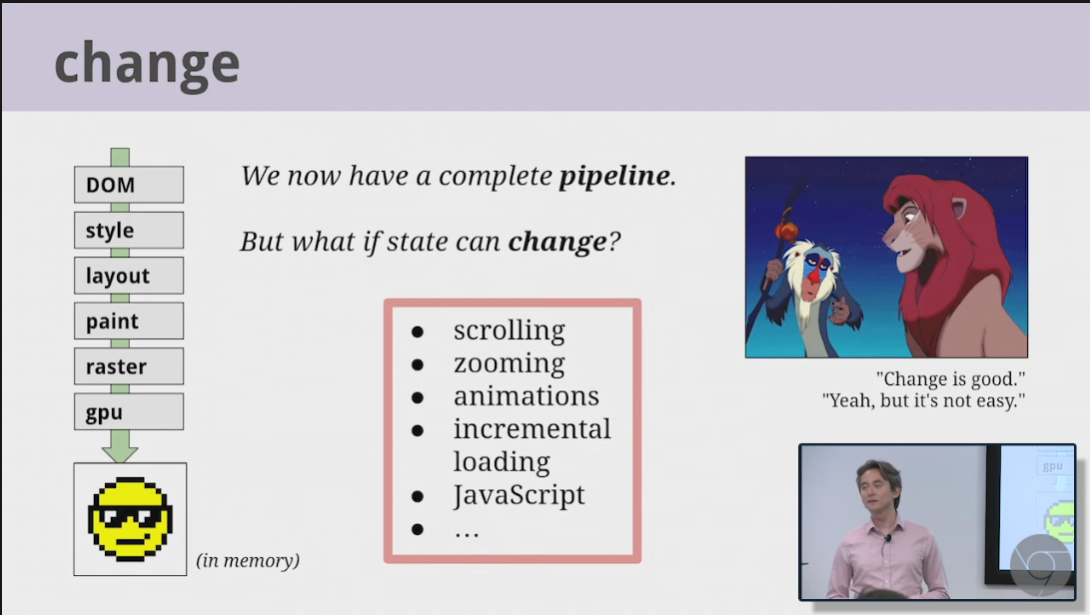 change
DOM
style
layout
paint
raster
gpu
(in memory)
We now have a complete pipeline.
But what if state can change?
● scrolling
● zooming
● animations
● incremental
loading
● JavaScript
● …
"Change is good."
"Yeah, but it's not easy."
gpu